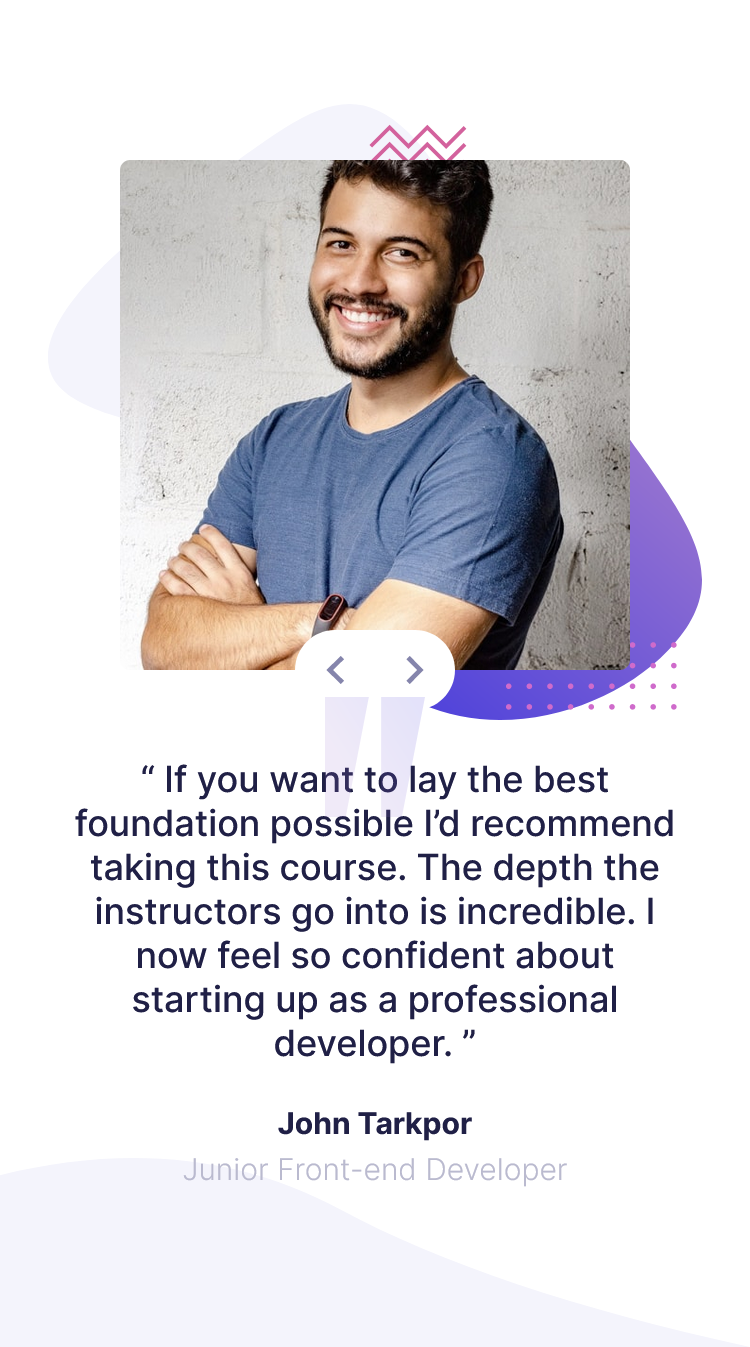 “ If you want to lay the best
foundation possible I’d recommend
taking this course. The depth the
instructors go into is incredible. I
now feel so confident about
starting up as a professional
developer. ”
John Tarkpor
Junior Front-end Developer